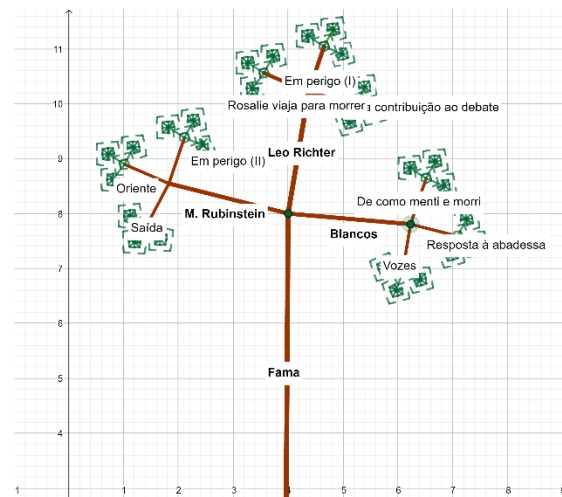 11
Em perigo (I)
10
Rosalie viaja para morrer
contribuição ao debate
Leo Richter
9
Em perigo (II)
Oriente
De como menti e morri
M. Rubinstein
8
Saída
Blancos
Resposta à abadessa
Vozes
7
6
Fama
5
4
1 0 1 2 3 4 5 6 7 8 9